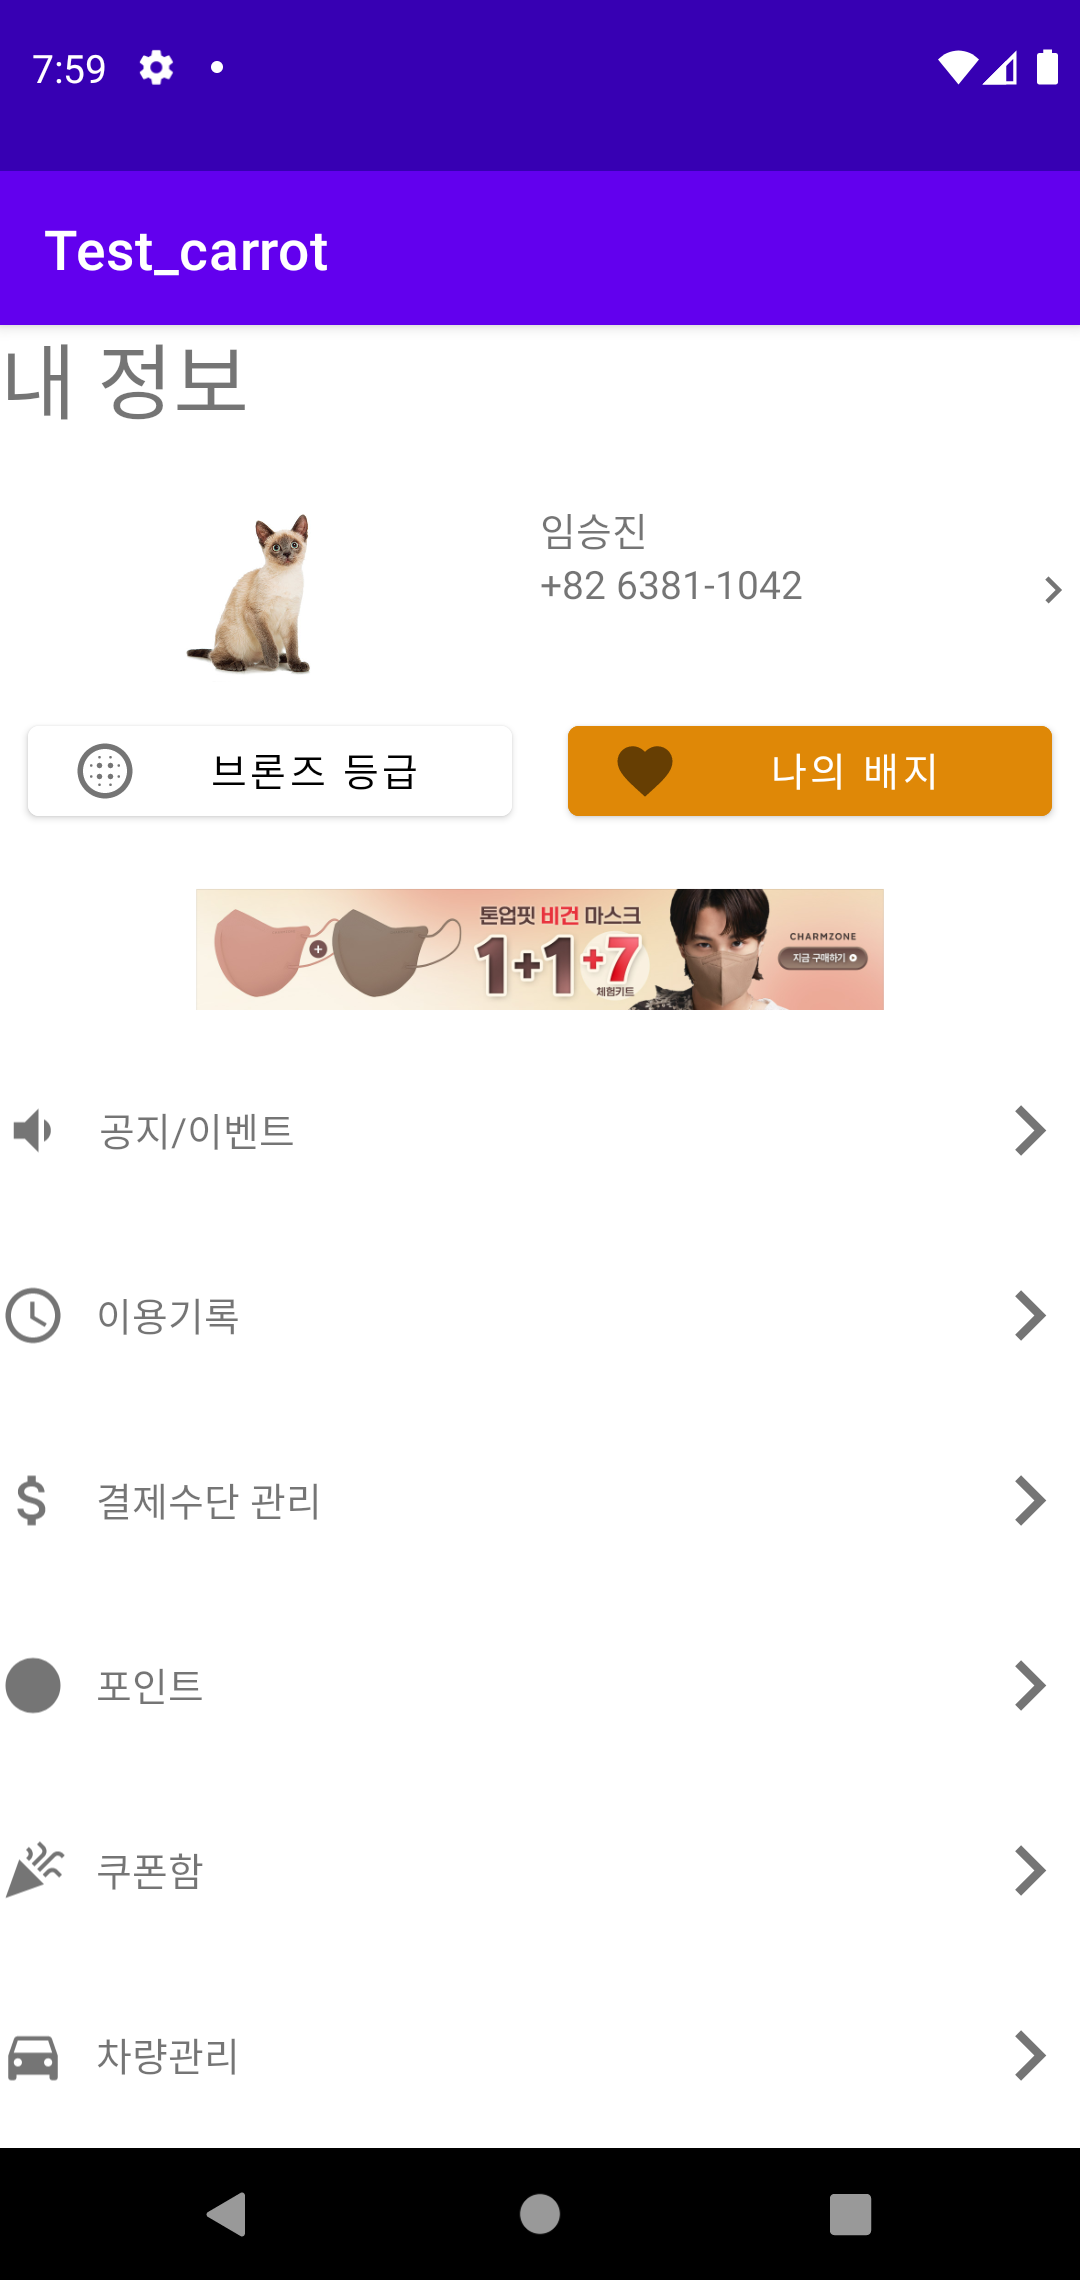 7:59
Test_carrot
내 정보
임승진
+82 6381-1042
브론즈 등급
나의 배지
톤업핏 비건 마스크
1+1+7
체험키트
CHARMZONE
지금 구매하기
공지/이벤트
이용기록
결제수단 관리
포인트
쿠폰함
차량관리